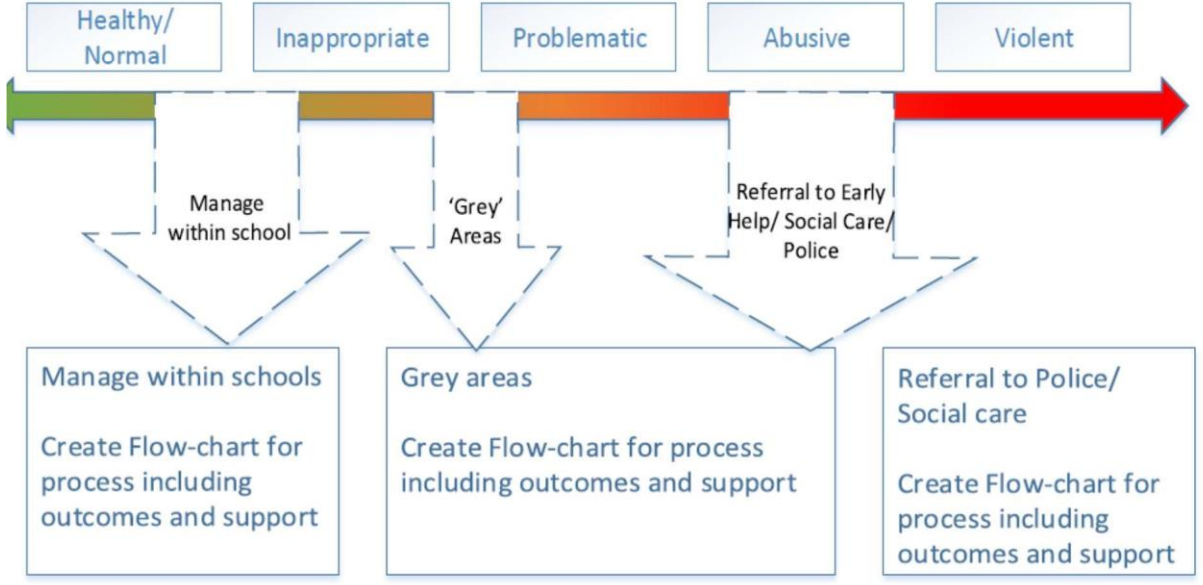 Healthy/
Normal
Inappropriate
Problematic
Abusive
Violent
Manage
within school
‘Grey’
Areas
Referral to Early
Help/ Social Care/
Police
Manage within schools
Create Flow-chart for
process including
outcomes and support
Grey areas
Create Flow-chart for process
including outcomes and support
Referral to Police/
Social care
Create Flow-chart for
process including
outcomes and support